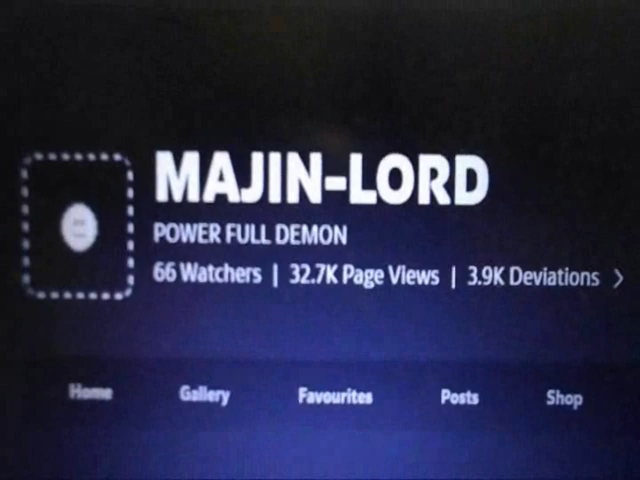 MAJIN-LORD
POWER FULL DEMON
66 Watchers | 32.7K Page Views | 3.9K Deviations >
Home Gallery Favourites Posts Shop